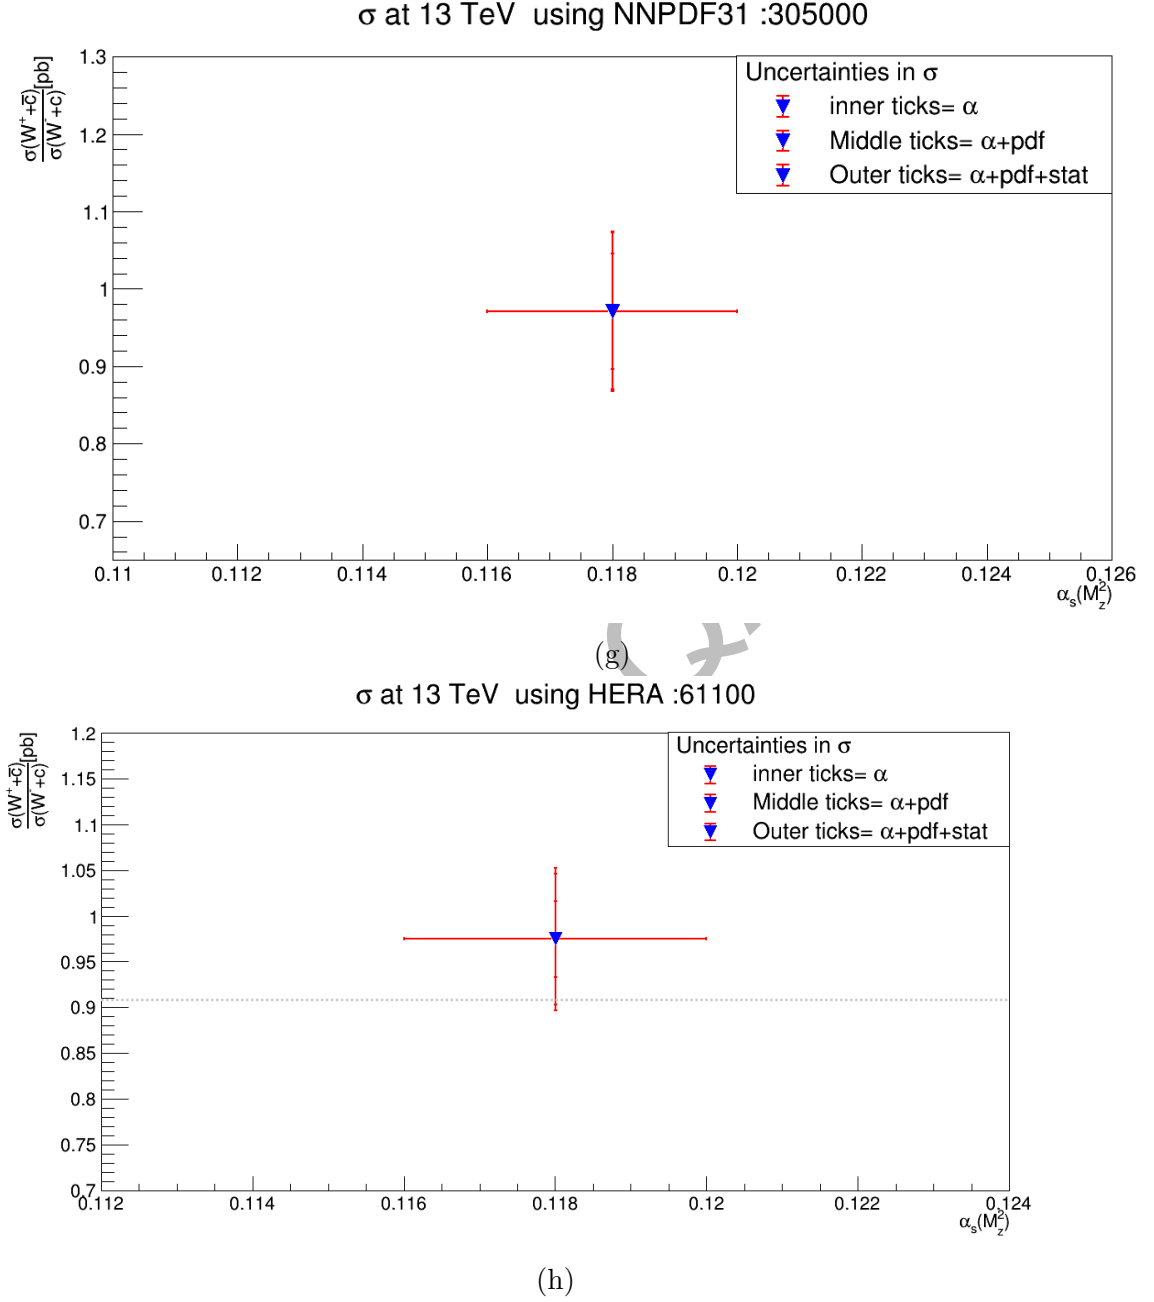 σ at 13 TeV using NNPDF31 :305000
σ(W⁺+c̄)/σ(W⁻+c) [pb]
1.3
1.2
1.1
1
0.9
0.8
0.7
Uncertainties in σ
inner ticks= α
Middle ticks= α+pdf
Outer ticks= α+pdf+stat
0.11 0.112 0.114 0.116 0.118 0.12 0.122 0.124 0.126
αₛ(M_z²)
(g)
σ at 13 TeV using HERA :61100
σ(W⁺+c̄)/σ(W⁻+c) [pb]
1.2
1.15
1.1
1.05
1
0.95
0.9
0.85
0.8
0.75
0.7
Uncertainties in σ
inner ticks= α
Middle ticks= α+pdf
Outer ticks= α+pdf+stat
0.112 0.114 0.116 0.118 0.12 0.122 0.124
αₛ(M_z²)
(h)